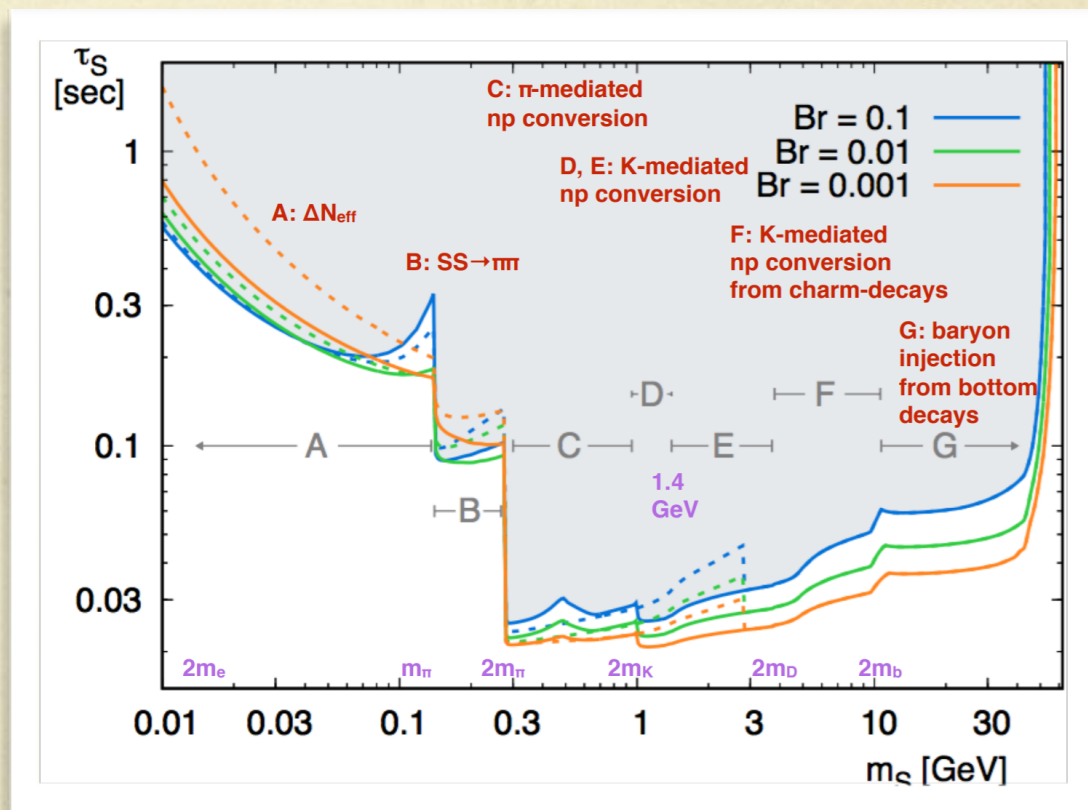 τS
[sec]
1
0.3
0.1
0.03
C: π-mediated
np conversion
Br = 0.1
Br = 0.01
Br = 0.001
D, E: K-mediated
np conversion
A: ΔNeff
B: SS→ππ
F: K-mediated
np conversion
from charm-decays
G: baryon
injection
from bottom
decays
A
B
C
D
E
F
G
1.4
GeV
2me
mπ
2mπ
2mK
2mD
2mb
0.01
0.03
0.1
0.3
1
3
10
30
mS [GeV]